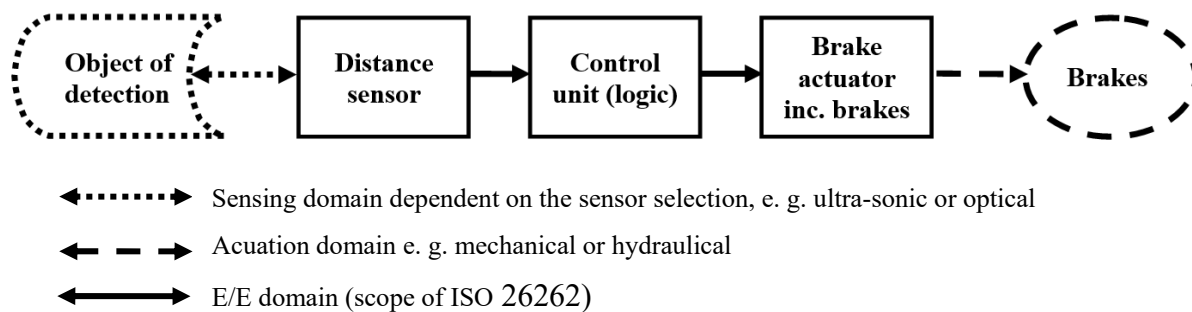 Object of
detection
Distance
sensor
Control
unit (logic)
Brake
actuator
inc. brakes
Brakes
Sensing domain dependent on the sensor selection, e. g. ultra-sonic or optical
Acuation domain e. g. mechanical or hydraulical
E/E domain (scope of ISO 26262)